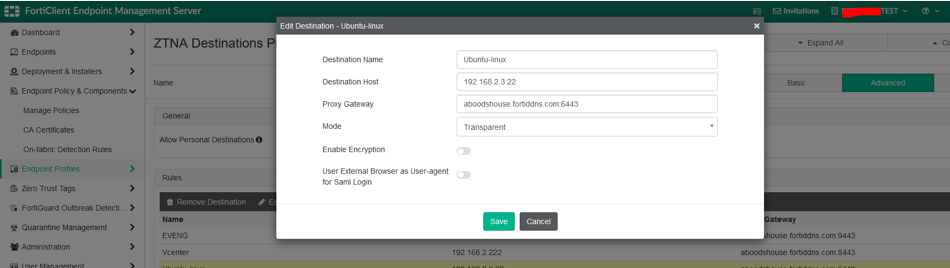 FortiClient Endpoint Management Server
Invitations
TEST
Dashboard
Endpoints
Deployment & Installers
Endpoint Policy & Components
Manage Policies
CA Certificates
On-fabric Detection Rules
Endpoint Profiles
Zero Trust Tags
FortiGuard Outbreak Detecti...
Quarantine Management
Administration
User Management
ZTNA Destinations P
Expand All
Co
Name
Basic
Advanced
General
Allow Personal Destinations
Rules
Remove Destination
Name
Gateway
EVENG
aboodshouse.fortiddns.com:9443
Vcenter
192.168.2.222
aboodshouse.fortiddns.com:8443
Edit Destination - Ubuntu-linux
Destination Name
Ubuntu-linux
Destination Host
192.168.2.3:22
Proxy Gateway
aboodshouse.fortiddns.com:6443
Mode
Transparent
Enable Encryption
User External Browser as User-agent
for Saml Login
Save
Cancel